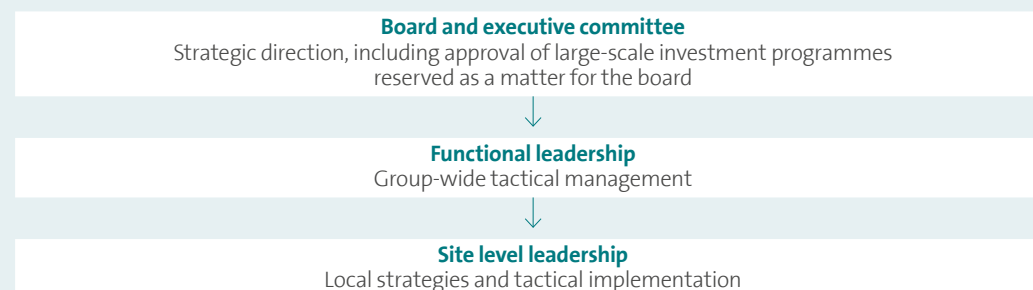 Board and executive committee
Strategic direction, including approval of large-scale investment programmes
reserved as a matter for the board
Functional leadership
Group-wide tactical management
Site level leadership
Local strategies and tactical implementation